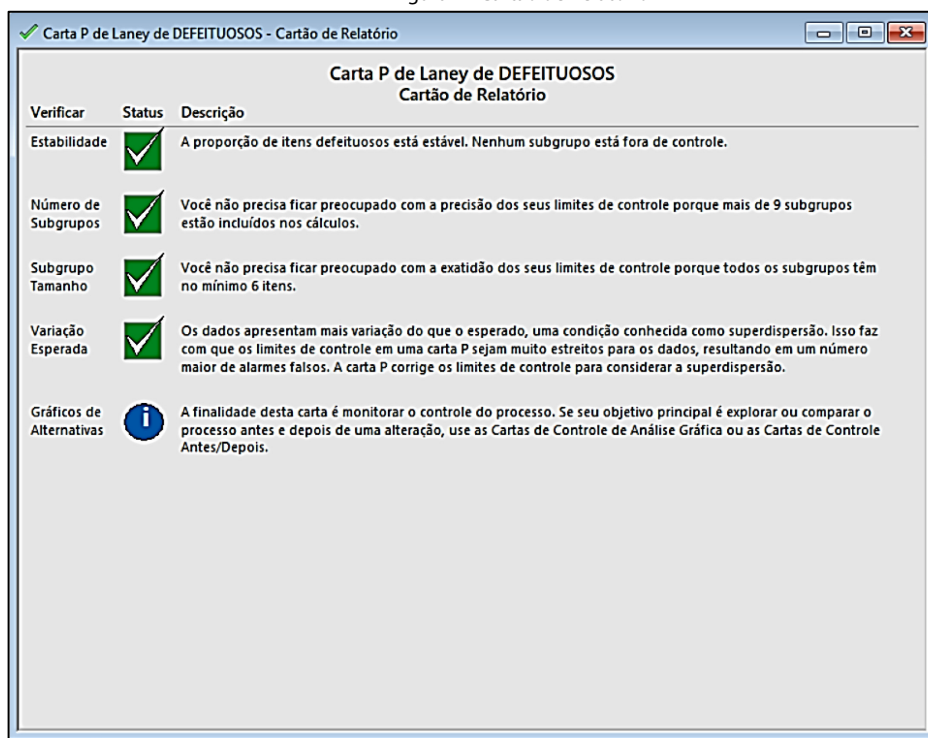 Carta P de Laney de DEFEITUOSOS - Cartão de Relatório
Carta P de Laney de DEFEITUOSOS
Cartão de Relatório
Verificar Status Descrição
Estabilidade A proporção de itens defeituosos está estável. Nenhum subgrupo está fora de controle.
Número de Subgrupos Você não precisa ficar preocupado com a precisão dos seus limites de controle porque mais de 9 subgrupos
estão incluídos nos cálculos.
Subgrupo Tamanho Você não precisa ficar preocupado com a exatidão dos seus limites de controle porque todos os subgrupos têm
no mínimo 6 itens.
Variação Esperada Os dados apresentam mais variação do que o esperado, uma condição conhecida como superdispersão. Isso faz
com que os limites de controle em uma carta P sejam muito estreitos para os dados, resultando em um número
maior de alarmes falsos. A carta P corrige os limites de controle para considerar a superdispersão.
Gráficos de Alternativas A finalidade desta carta é monitorar o controle do processo. Se seu objetivo principal é explorar ou comparar o
processo antes e depois de uma alteração, use as Cartas de Controle de Análise Gráfica ou as Cartas de Controle
Antes/Depois.